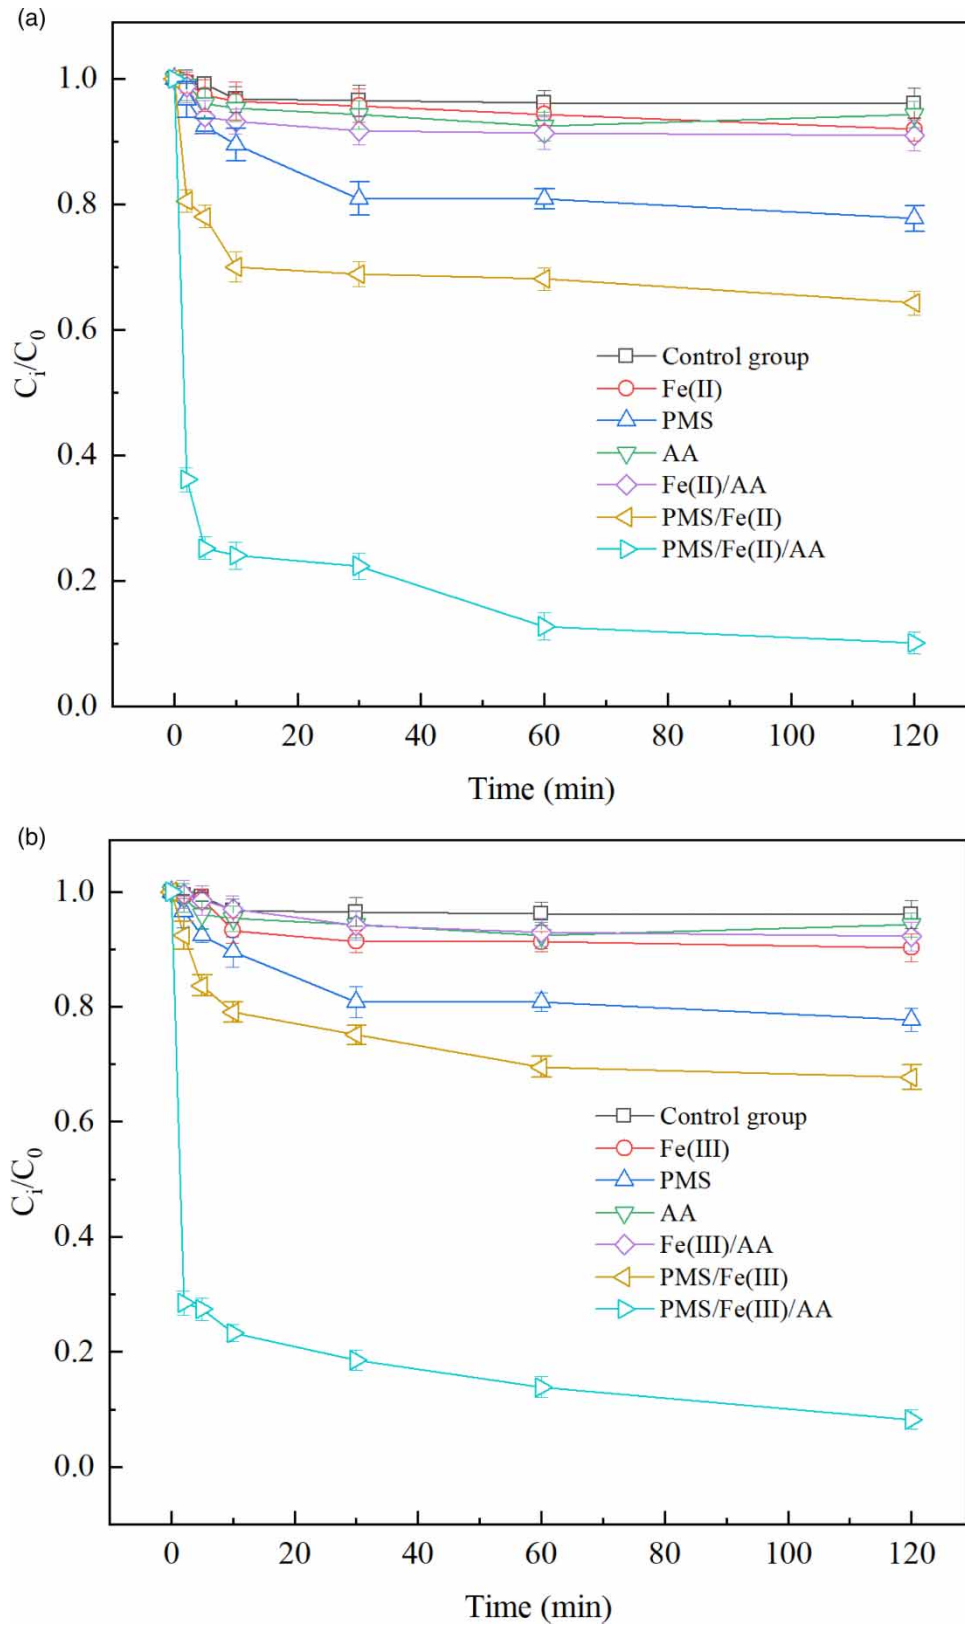 (a)
1.0
0.8
0.6
0.4
0.2
0.0
Ci/C0
Control group
Fe(II)
PMS
AA
Fe(II)/AA
PMS/Fe(II)
PMS/Fe(II)/AA
0 20 40 60 80 100 120
Time (min)
(b)
1.0
0.8
0.6
0.4
0.2
0.0
Ci/C0
Control group
Fe(III)
PMS
AA
Fe(III)/AA
PMS/Fe(III)
PMS/Fe(III)/AA
0 20 40 60 80 100 120
Time (min)